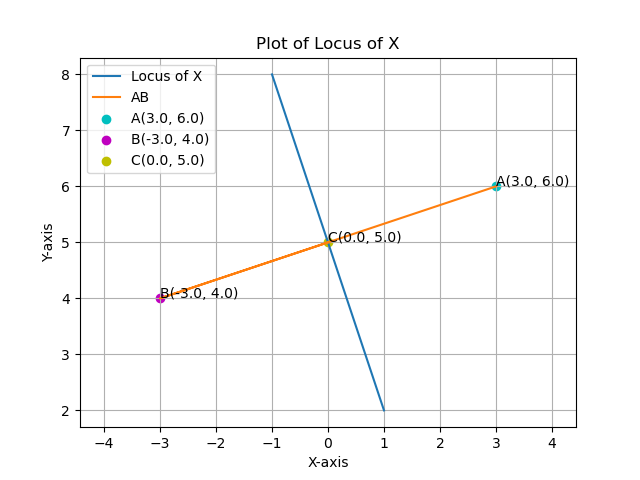 Plot of Locus of X
Locus of X
AB
A(3.0, 6.0)
B(-3.0, 4.0)
C(0.0, 5.0)
8
7
6
5
4
3
2
Y-axis
A(3.0, 6.0)
C(0.0, 5.0)
B(-3.0, 4.0)
−4 −3 −2 −1 0 1 2 3 4
X-axis